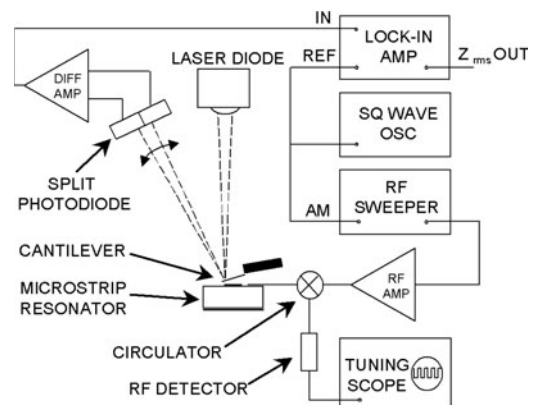 IN
LOCK-IN
AMP
REF
Z rms OUT
DIFF
AMP
LASER DIODE
SQ WAVE
OSC
SPLIT
PHOTODIODE
RF
SWEEPER
AM
CANTILEVER
MICROSTRIP
RESONATOR
RF
AMP
CIRCULATOR
RF DETECTOR
TUNING
SCOPE